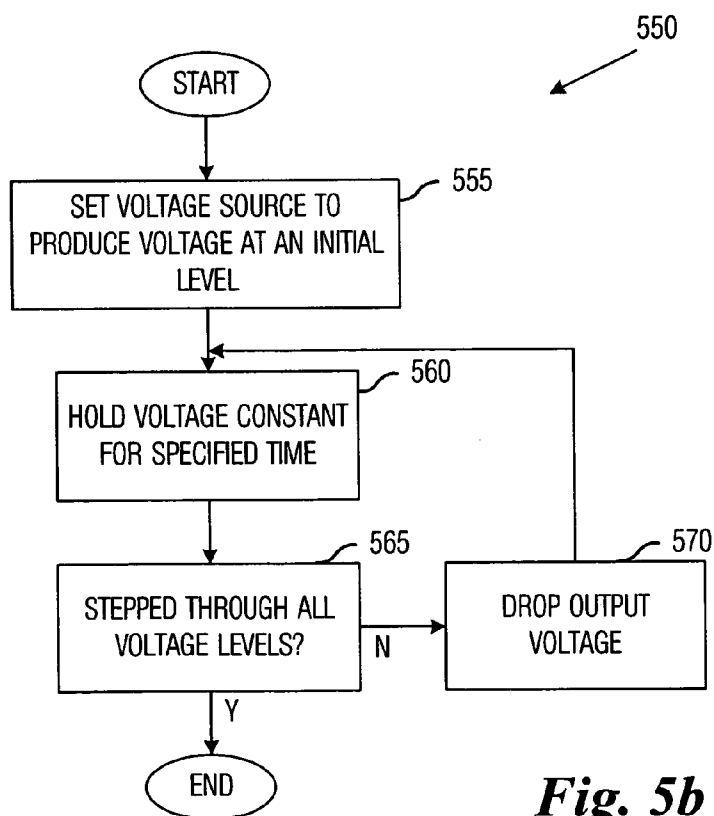 550
START
555
SET VOLTAGE SOURCE TO
PRODUCE VOLTAGE AT AN INITIAL
LEVEL
560
HOLD VOLTAGE CONSTANT
FOR SPECIFIED TIME
565
STEPPED THROUGH ALL
VOLTAGE LEVELS?
N
570
DROP OUTPUT
VOLTAGE
Y
END
Fig. 5b